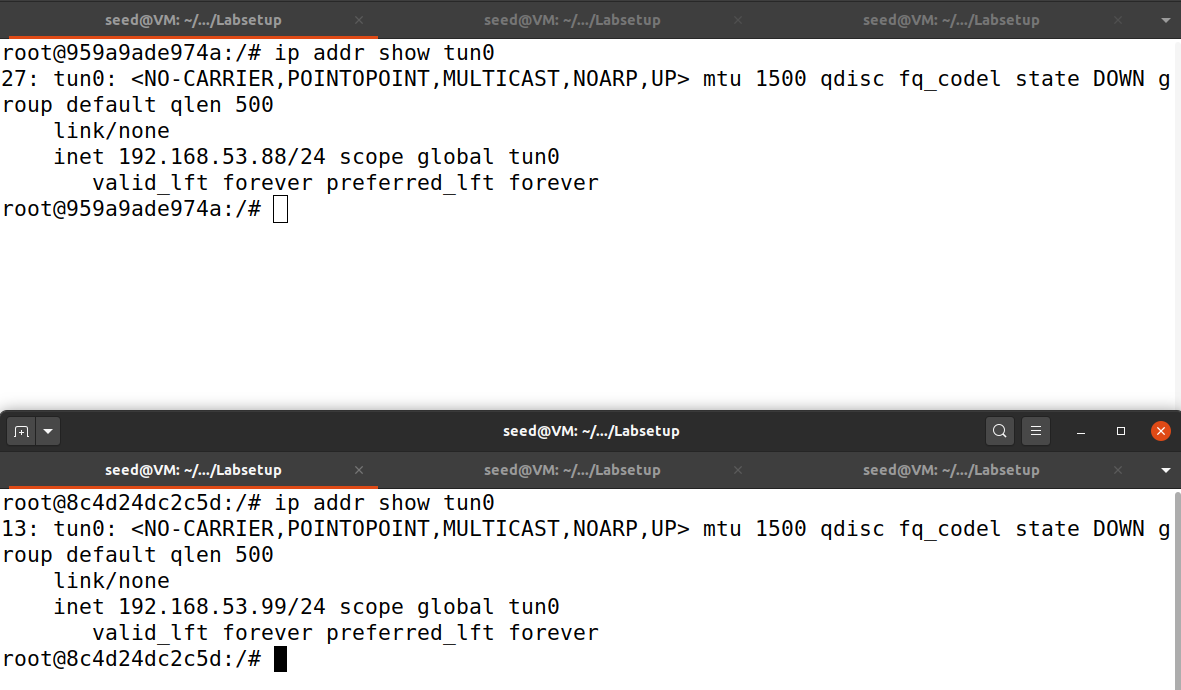 seed@VM: ~/.../Labsetup × seed@VM: ~/.../Labsetup × seed@VM: ~/.../Labsetup ×
root@959a9ade974a:/# ip addr show tun0
27: tun0: <NO-CARRIER,POINTOPOINT,MULTICAST,NOARP,UP> mtu 1500 qdisc fq_codel state DOWN g
roup default qlen 500
    link/none
    inet 192.168.53.88/24 scope global tun0
       valid_lft forever preferred_lft forever
root@959a9ade974a:/#
seed@VM: ~/.../Labsetup
seed@VM: ~/.../Labsetup × seed@VM: ~/.../Labsetup × seed@VM: ~/.../Labsetup ×
root@8c4d24dc2c5d:/# ip addr show tun0
13: tun0: <NO-CARRIER,POINTOPOINT,MULTICAST,NOARP,UP> mtu 1500 qdisc fq_codel state DOWN g
roup default qlen 500
    link/none
    inet 192.168.53.99/24 scope global tun0
       valid_lft forever preferred_lft forever
root@8c4d24dc2c5d:/#